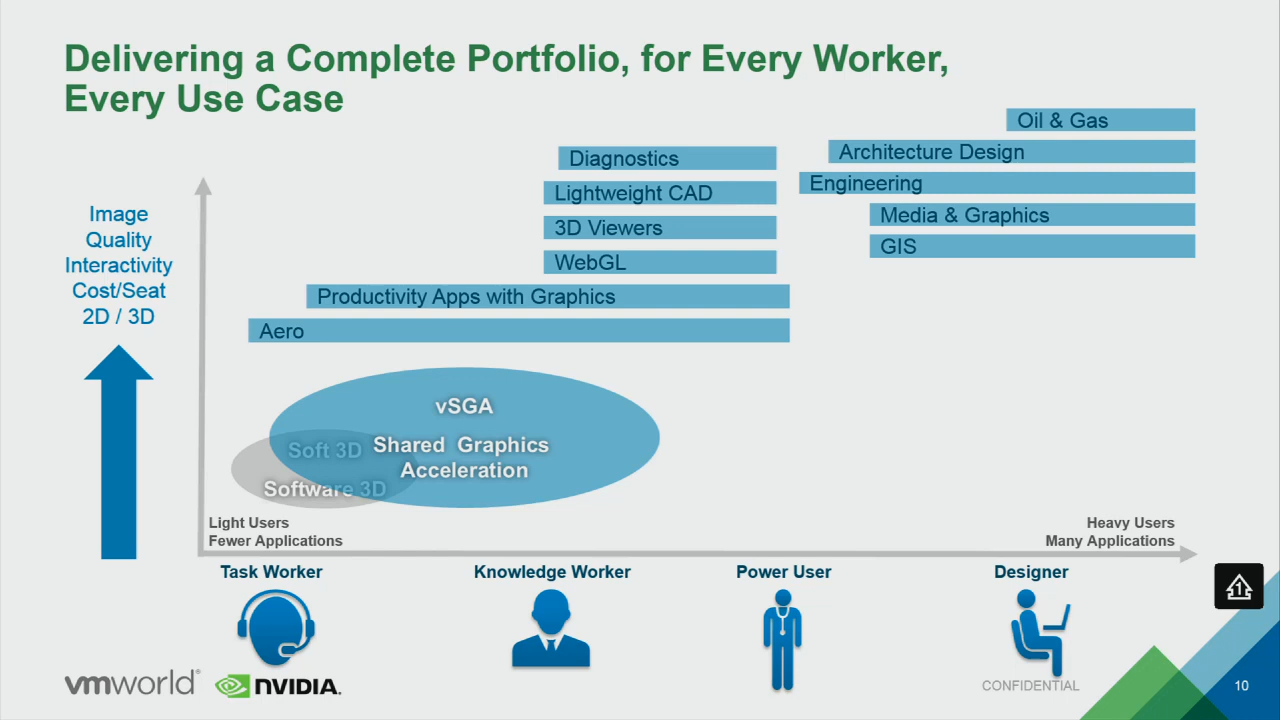 Delivering a Complete Portfolio, for Every Worker,
Every Use Case
Oil & Gas
Architecture Design
Engineering
Media & Graphics
GIS
Diagnostics
Lightweight CAD
3D Viewers
WebGL
Productivity Apps with Graphics
Aero
Image
Quality
Interactivity
Cost/Seat
2D / 3D
vSGA
Shared Graphics
Acceleration
Soft 3D
Software 3D
Light Users
Fewer Applications
Heavy Users
Many Applications
Task Worker
Knowledge Worker
Power User
Designer
1
vmworld®
NVIDIA.
CONFIDENTIAL
10